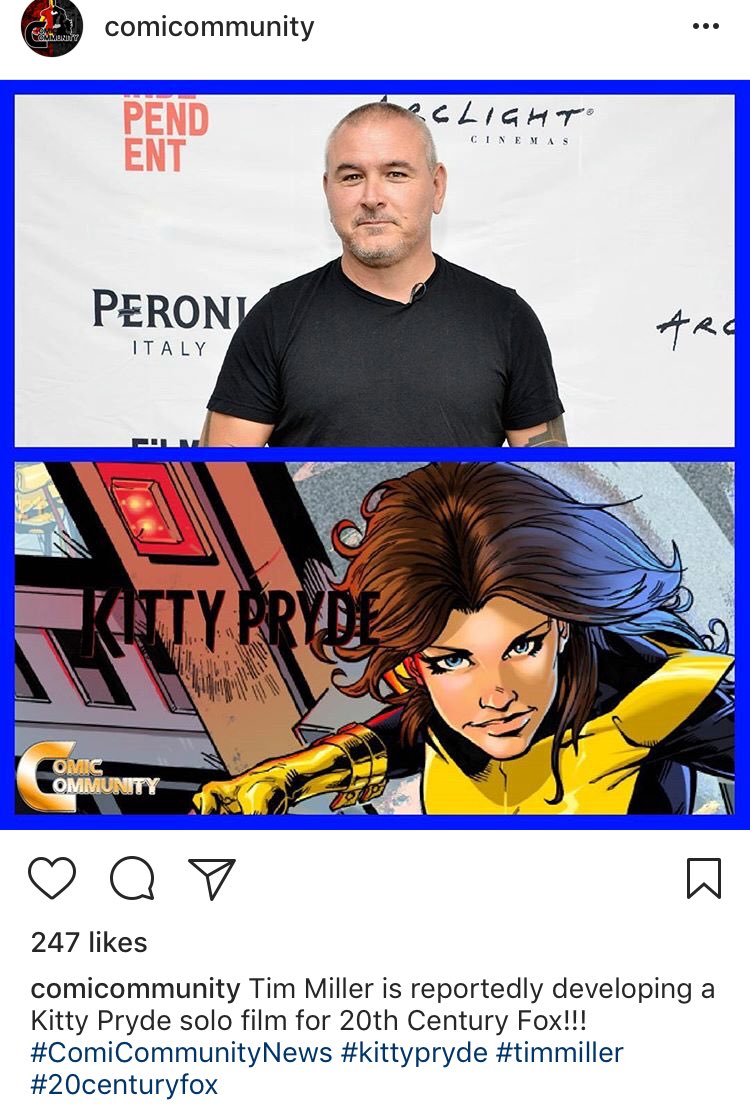 comicommunity
PEND
ENT
ARCLIGHT®
CINEMAS
PERONI
ITALY
ARC
FILM
KITTY PRYDE
COMIC
COMMUNITY
247 likes
comicommunity Tim Miller is reportedly developing a
Kitty Pryde solo film for 20th Century Fox!!!
#ComiCommunityNews #kittypryde #timmiller
#20centuryfox